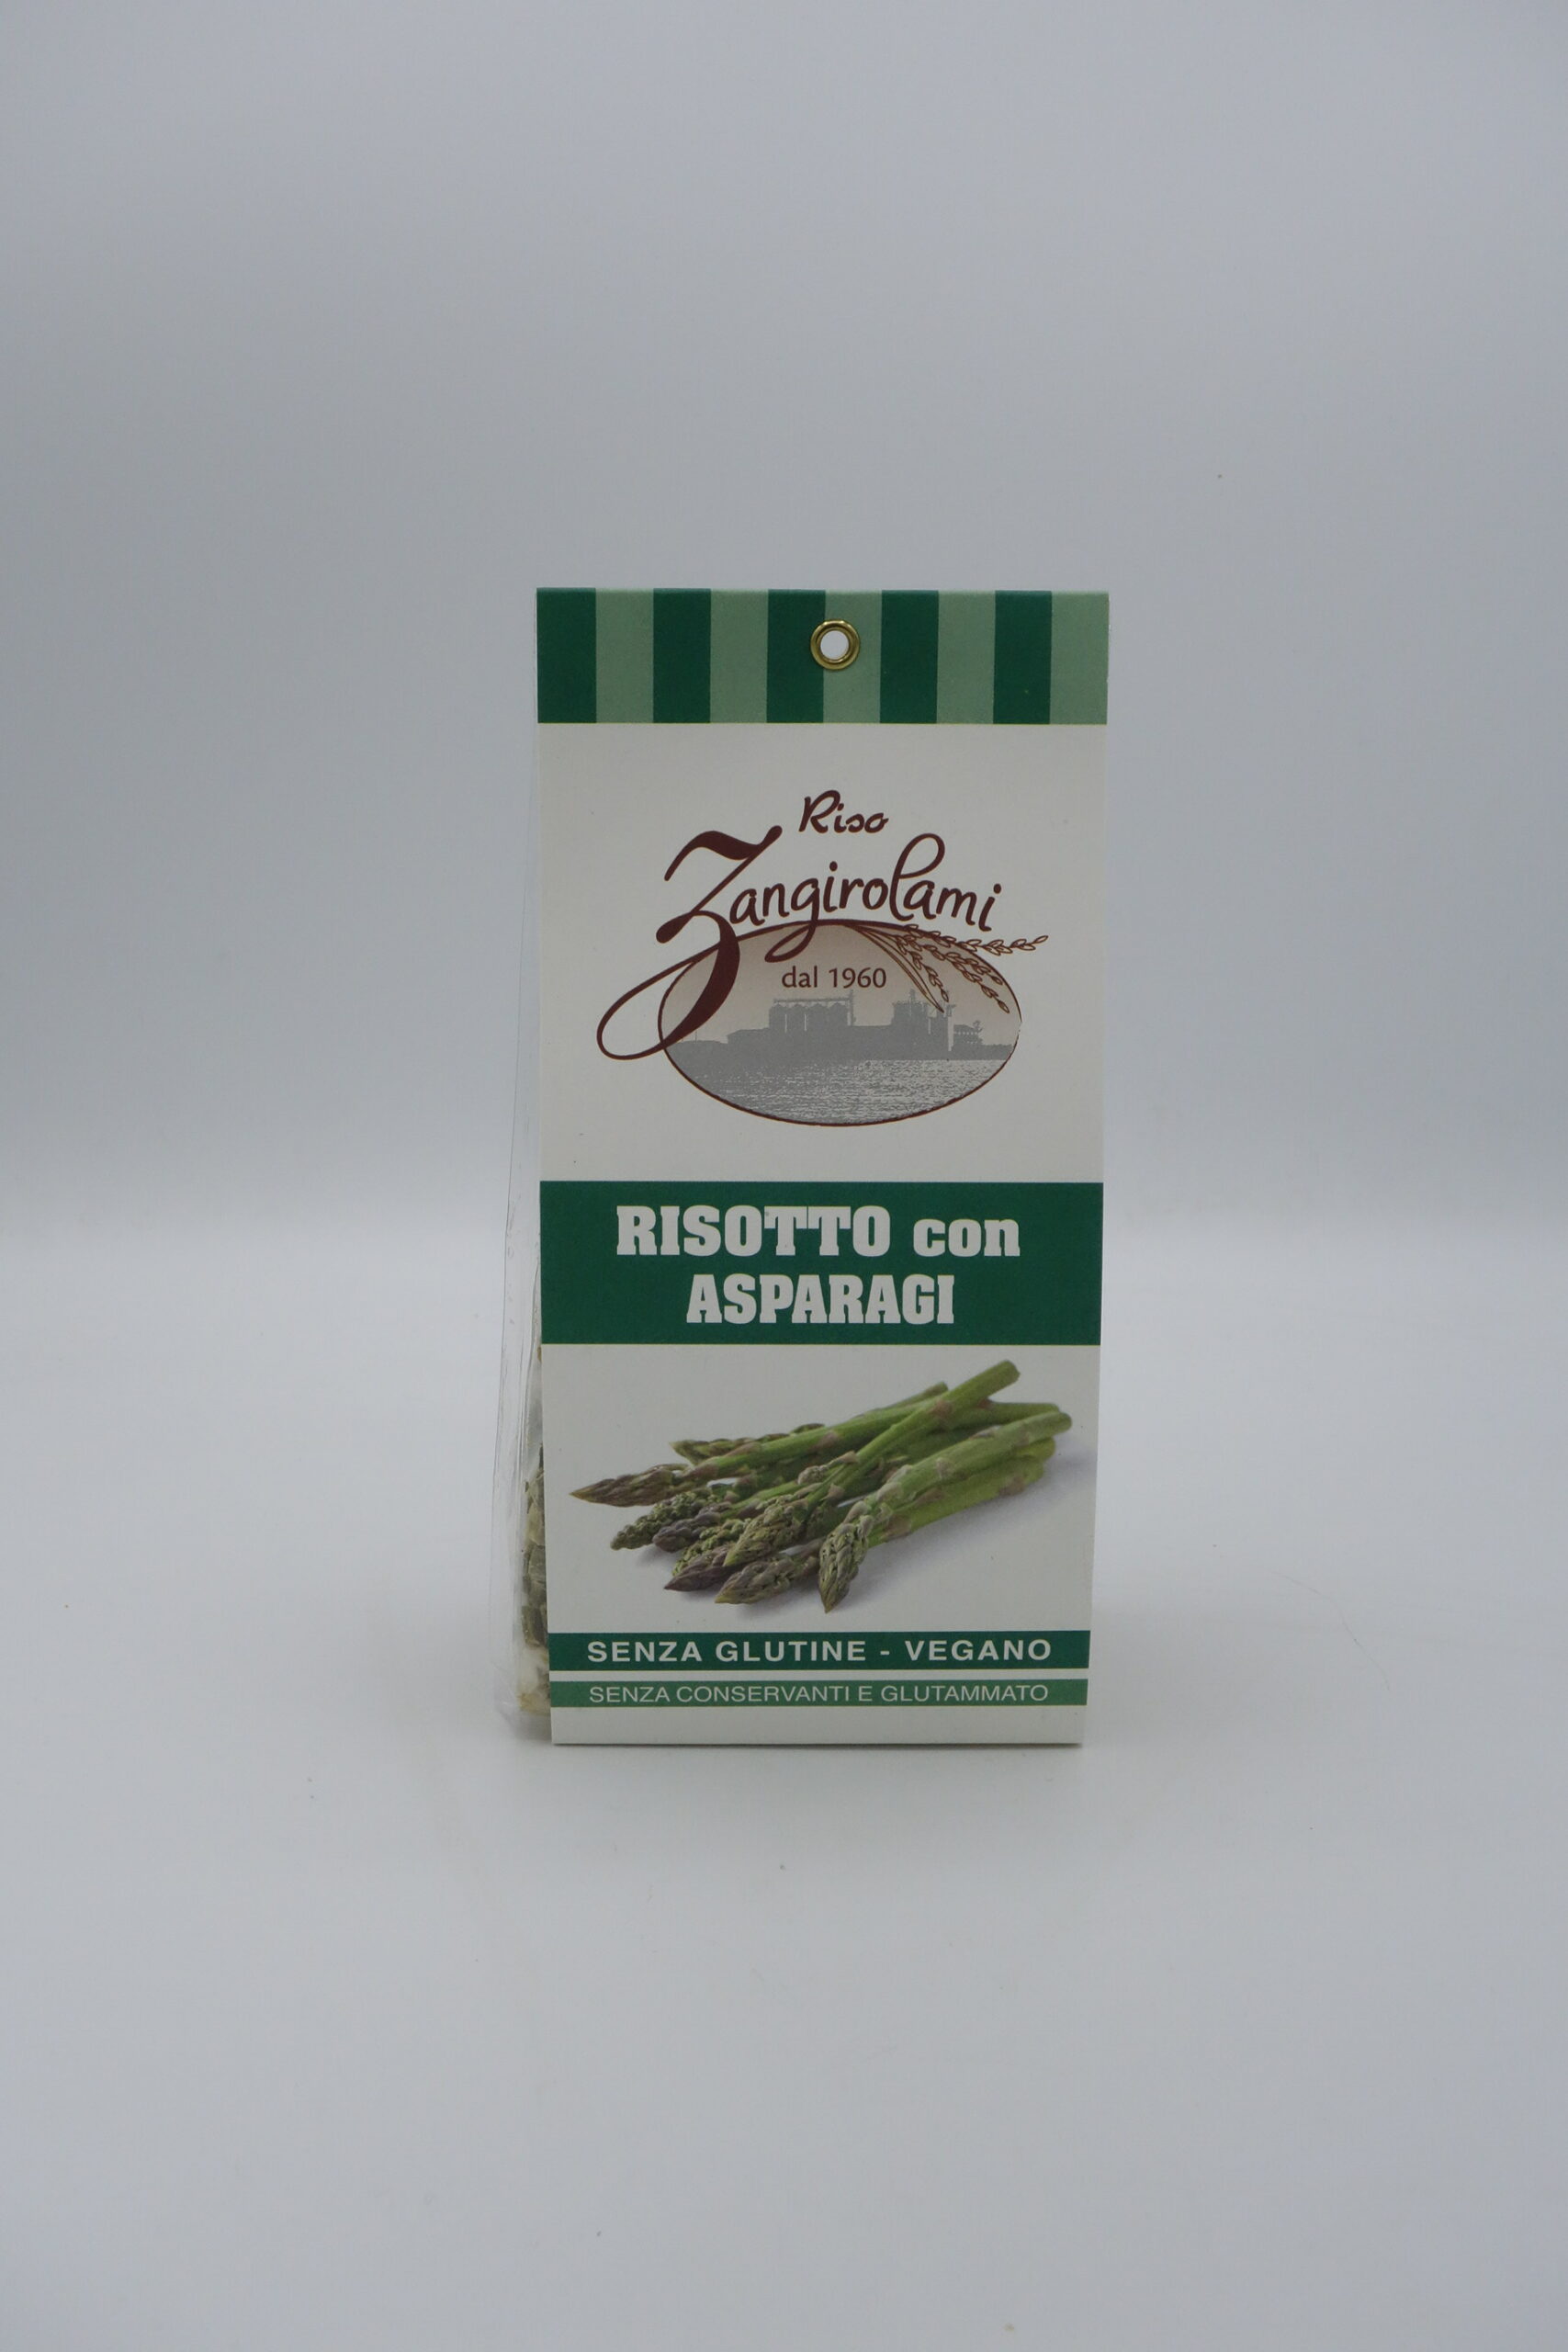 Riso
Zangirolami
dal 1960
RISOTTO con
ASPARAGI
SENZA GLUTINE - VEGANO
SENZA CONSERVANTI E GLUTAMMATO